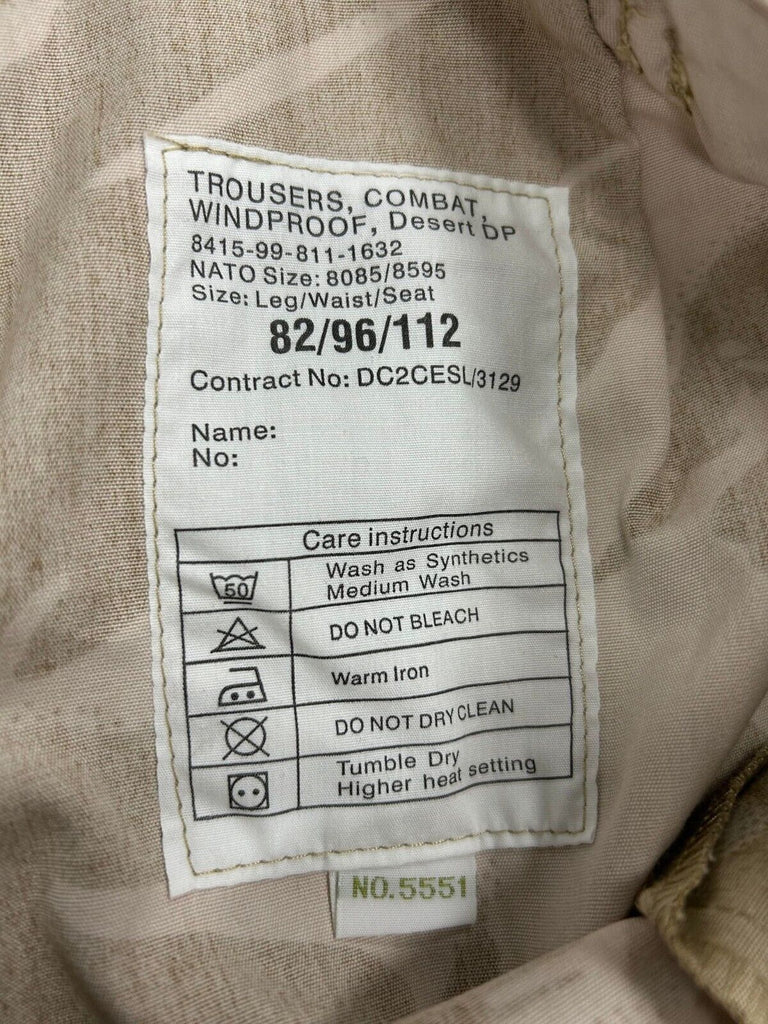 TROUSERS, COMBAT,
WINDPROOF, Desert DP
8415-99-811-1632
NATO Size: 8085/8595
Size: Leg/Waist/Seat
82/96/112
Contract No: DC2CESL/3129
Name:
No:
Care instructions
50
Wash as Synthetics
Medium Wash
DO NOT BLEACH
Warm Iron
DO NOT DRY CLEAN
Tumble Dry
Higher heat setting
NO.5551